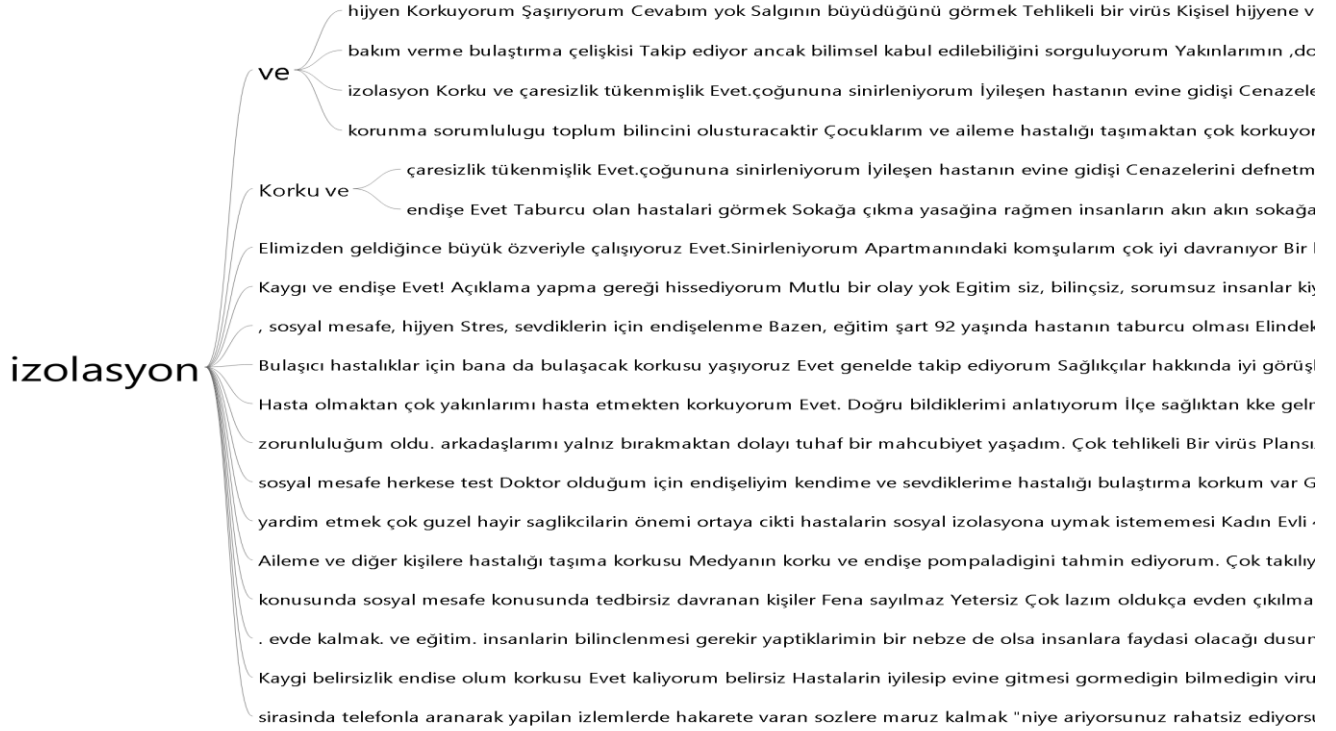 hijyen Korkuyorum Şaşırıyorum Cevabım yok Salgının büyüdüğünü görmek Tehlikeli bir virüs Kişisel hijyene v
ve
bakım verme bulaştırma çelişkisi Takip ediyor ancak bilimsel kabul edilebiliğini sorguluyorum Yakınlarımın ,do
izolasyon Korku ve çaresizlik tükenmişlik Evet.çoğununa sinirleniyorum İyileşen hastanın evine gidişi Cenazele
korunma sorumlulugu toplum bilincini olusturacaktir Çocuklarım ve aileme hastalığı taşımaktan çok korkuyor
Korku ve
çaresizlik tükenmişlik Evet.çoğununa sinirleniyorum İyileşen hastanın evine gidişi Cenazelerini defnetm
endişe Evet Taburcu olan hastalari görmek Sokağa çıkma yasağina rağmen insanların akın akın sokağa
Elimizden geldiğince büyük özveriyle çalışıyoruz Evet.Sinirleniyorum Apartmanındaki komşularım çok iyi davranıyor Bir
Kaygı ve endişe Evet! Açıklama yapma gereği hissediyorum Mutlu bir olay yok Egitim siz, bilinçsiz, sorumsuz insanlar kiy
, sosyal mesafe, hijyen Stres, sevdiklerin için endişelenme Bazen, eğitim şart 92 yaşında hastanın taburcu olması Elindek
izolasyon
Bulaşıcı hastalıklar için bana da bulaşacak korkusu yaşıyoruz Evet genelde takip ediyorum Sağlıkçılar hakkında iyi görüşl
Hasta olmaktan çok yakınlarımı hasta etmekten korkuyorum Evet. Doğru bildiklerimi anlatıyorum İlçe sağlıktan kke gelr
zorunluluğum oldu. arkadaşlarımı yalnız bırakmaktan dolayı tuhaf bir mahcubiyet yaşadım. Çok tehlikeli Bir virüs Plansı
sosyal mesafe herkese test Doktor olduğum için endişeliyim kendime ve sevdiklerime hastalığı bulaştırma korkum var G
yardim etmek çok guzel hayir saglikcilarin önemi ortaya cikti hastalarin sosyal izolasyona uymak istememesi Kadın Evli
Aileme ve diğer kişilere hastalığı taşıma korkusu Medyanın korku ve endişe pompaladigini tahmin ediyorum. Çok takılıy
konusunda sosyal mesafe konusunda tedbirsiz davranan kişiler Fena sayılmaz Yetersiz Çok lazım oldukça evden çıkılma
. evde kalmak. ve eğitim. insanlarin bilinclenmesi gerekir yaptiklarimin bir nebze de olsa insanlara faydasi olacağı dusun
Kaygi belirsizlik endise olum korkusu Evet kaliyorum belirsiz Hastalarin iyilesip evine gitmesi gormedigin bilmedigin viru
sirasinda telefonla aranarak yapilan izlemlerde hakarete varan sozlere maruz kalmak "niye ariyorsunuz rahatsiz ediyorsu